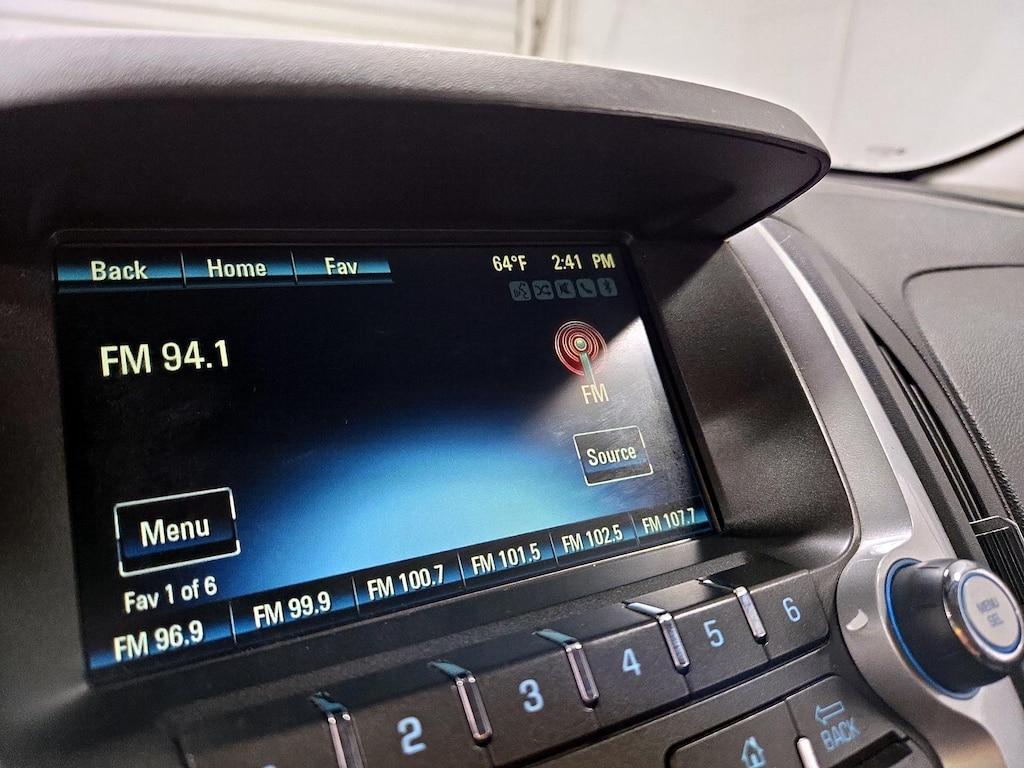 Back Home Fav 64°F 2:41 PM
FM 94.1
FM
Source
Menu
Fav 1 of 6
FM 96.9 FM 99.9 FM 100.7 FM 101.5 FM 102.5 FM 107.7
2 3 4 5 6
MENU
SEL
BACK